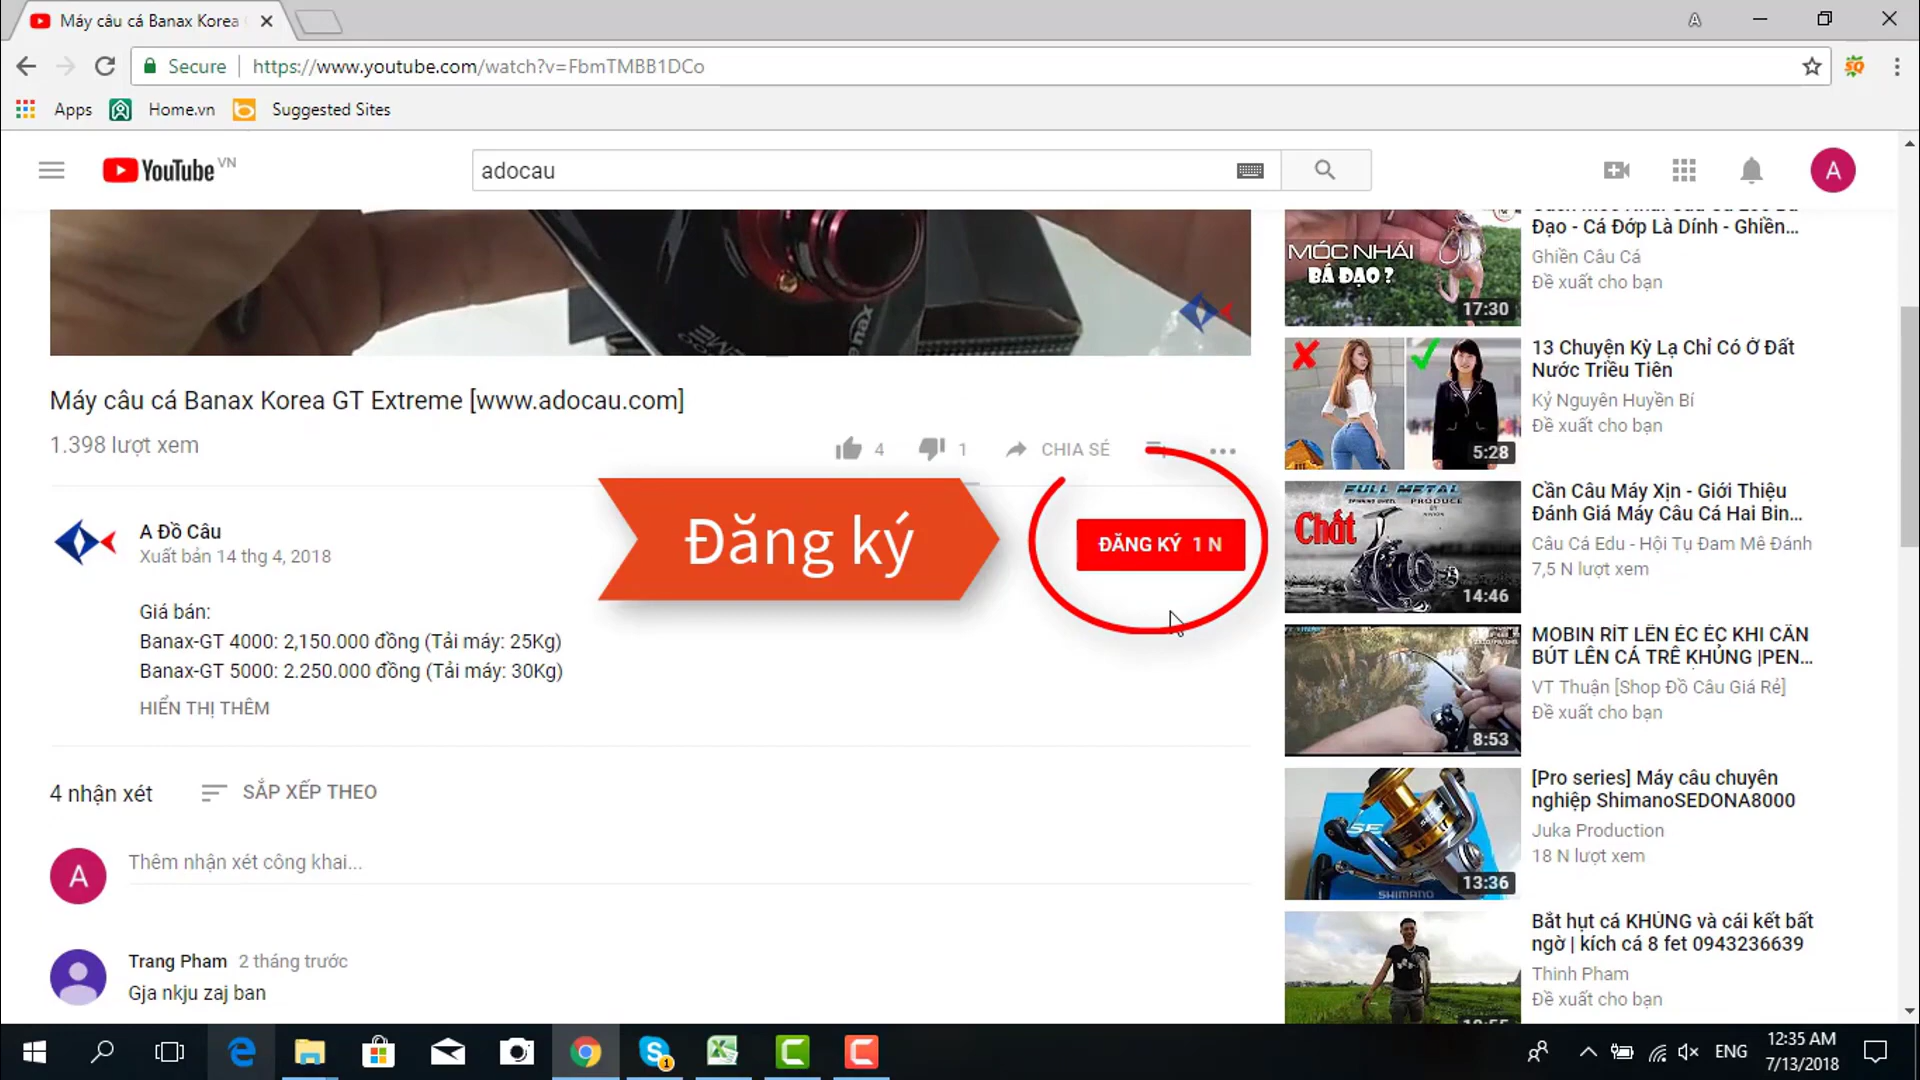 Máy câu cá Banax Korea
Secure
https://www.youtube.com/watch?v=FbmTMBB1DCo
SQ
Apps
Home.vn
Suggested Sites
YouTube VN
adocau
A
Máy câu cá Banax Korea GT Extreme [www.adocau.com]
1.398 lượt xem
4
1
CHIA SẺ
A Đồ Câu
Xuất bản 14 thg 4, 2018
Đăng ký
ĐĂNG KÝ 1 N
Giá bán:
Banax-GT 4000: 2,150.000 đồng (Tải máy: 25Kg)
Banax-GT 5000: 2.250.000 đồng (Tải máy: 30Kg)
HIỂN THỊ THÊM
4 nhận xét
SẮP XẾP THEO
A
Thêm nhận xét công khai...
Trang Pham 2 tháng trước
Gja nkju zaj ban
MÓC NHÁI
BÁ ĐẠO ?
17:30
Đạo - Cá Đớp Là Dính - Ghiền...
Ghiền Câu Cá
Đề xuất cho bạn
5:28
13 Chuyện Kỳ Lạ Chỉ Có Ở Đất
Nước Triều Tiên
Kỷ Nguyên Huyền Bí
Đề xuất cho bạn
FULL METAL
Chất
14:46
Cần Câu Máy Xịn - Giới Thiệu
Đánh Giá Máy Câu Cá Hai Bin...
Câu Cá Edu - Hội Tụ Đam Mê Đánh
7,5 N lượt xem
8:53
MOBIN RÍT LÊN ÉC ÉC KHI CẦN
BÚT LÊN CÁ TRÊ KHỦNG |PEN...
VT Thuận [Shop Đồ Câu Giá Rẻ]
Đề xuất cho bạn
SHIMANO
13:36
[Pro series] Máy câu chuyên
nghiệp ShimanoSEDONA8000
Juka Production
18 N lượt xem
Bắt hụt cá KHỦNG và cái kết bất
ngờ | kích cá 8 fet 0943236639
Thinh Pham
Đề xuất cho bạn
ENG
12:35 AM
7/13/2018